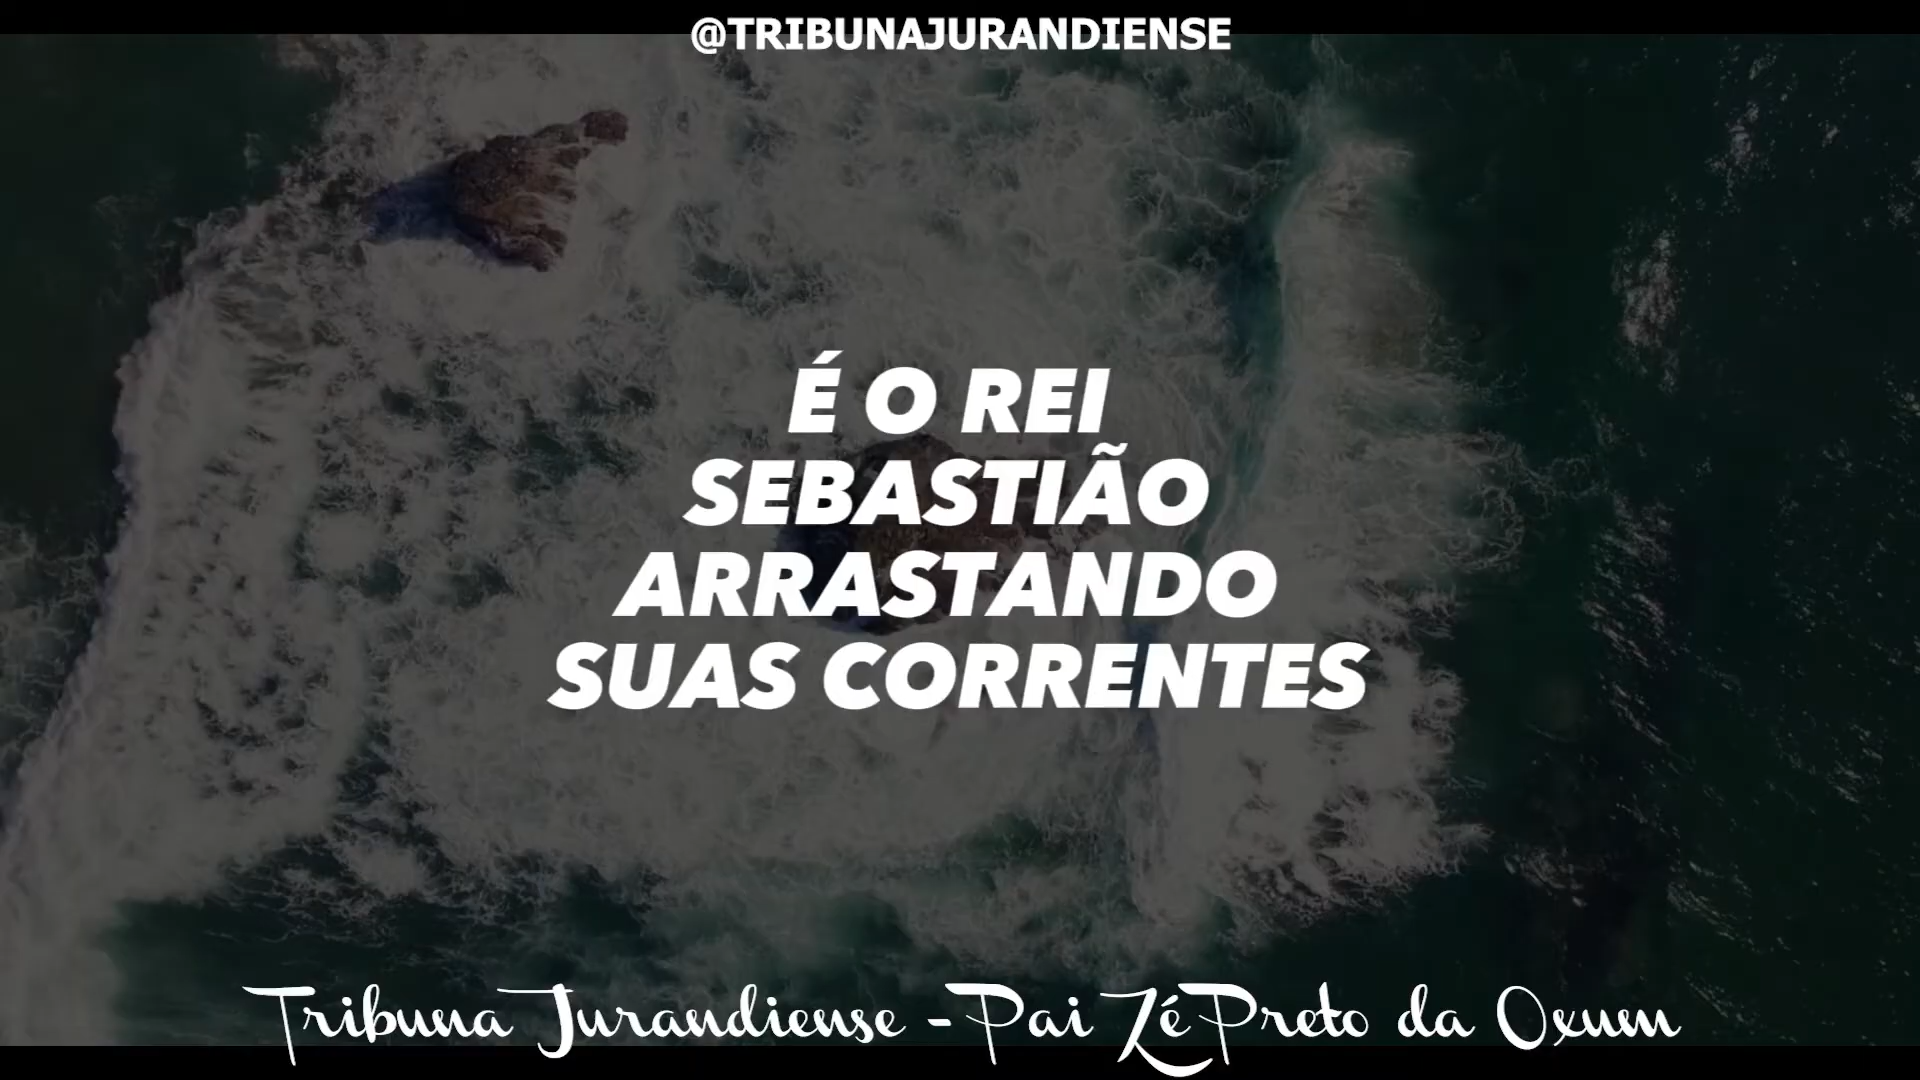 @TRIBUNAJURANDIENSE
É O REI
SEBASTIÃO
ARRASTANDO
SUAS CORRENTES
Tribuna Jurandiense - Pai Zé Preto da Oxum